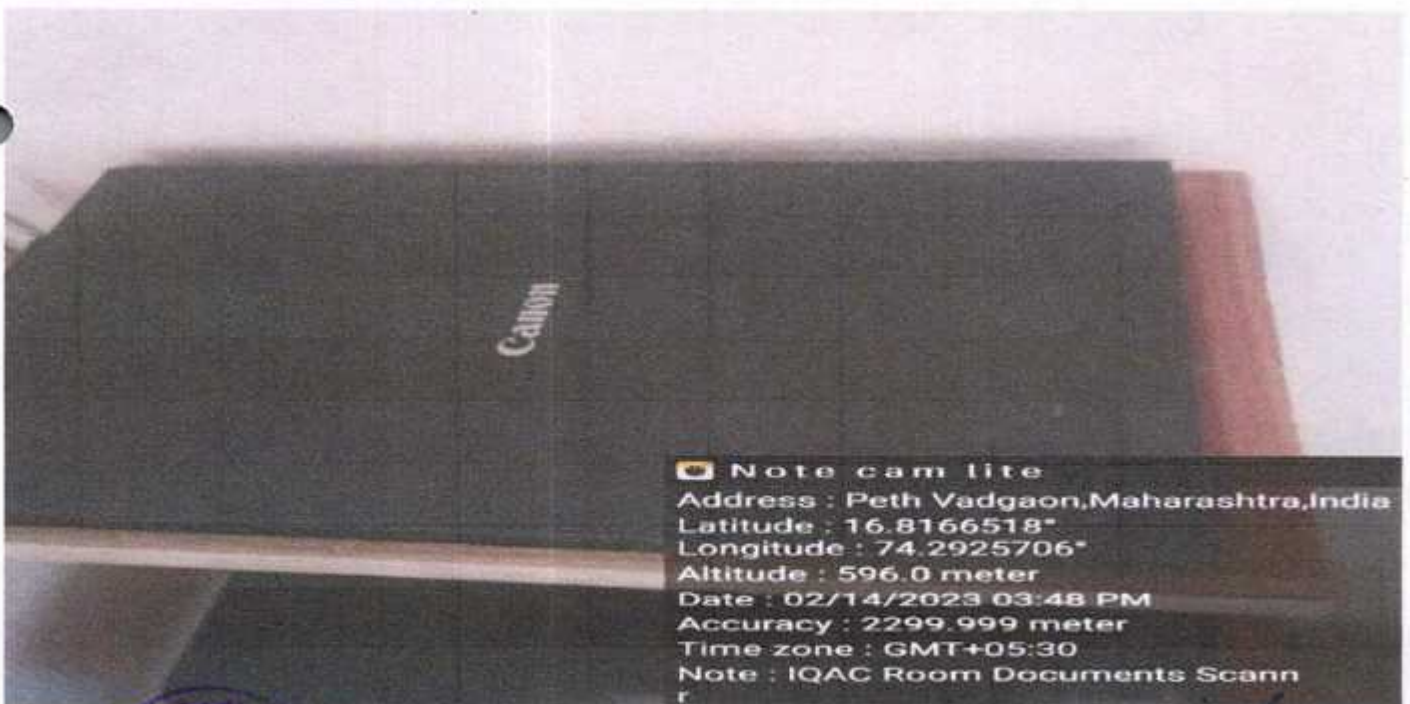 Canon
Note cam lite
Address : Peth Vadgaon,Maharashtra,India
Latitude : 16.8166518°
Longitude : 74.2925706°
Altitude : 596.0 meter
Date : 02/14/2023 03:48 PM
Accuracy : 2299.999 meter
Time zone : GMT+05:30
Note : IQAC Room Documents Scann
r